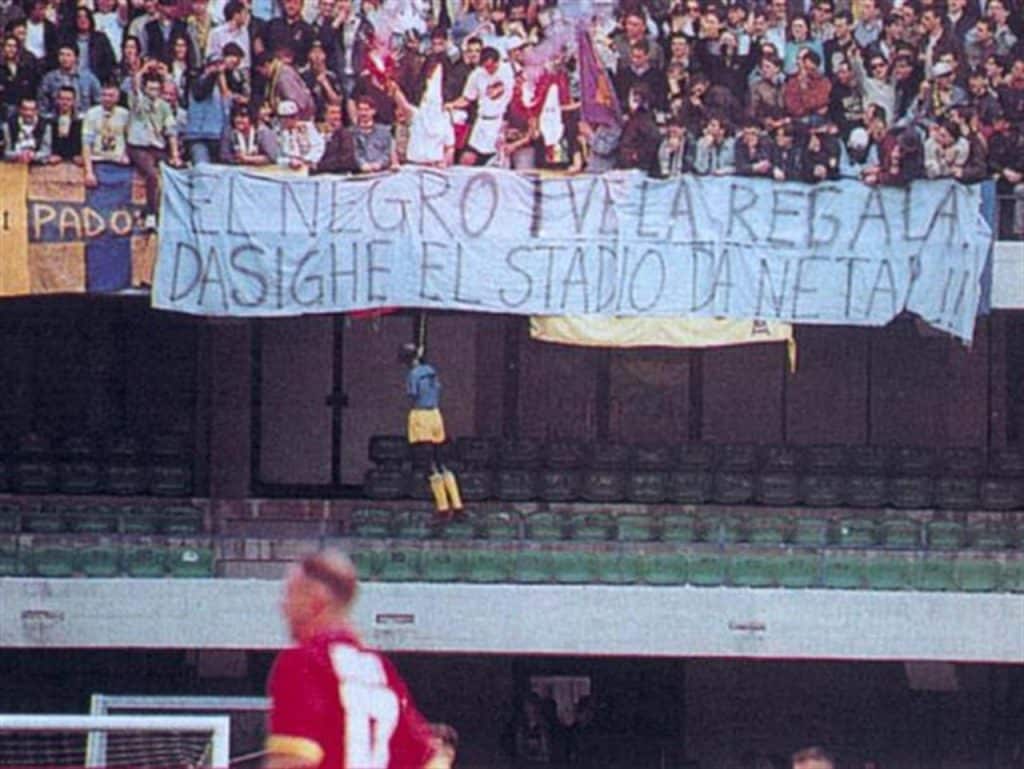 EL NEGRO I VE LA REGALA'
DASIGHE EL STADIO DA NETAR !!
PADO